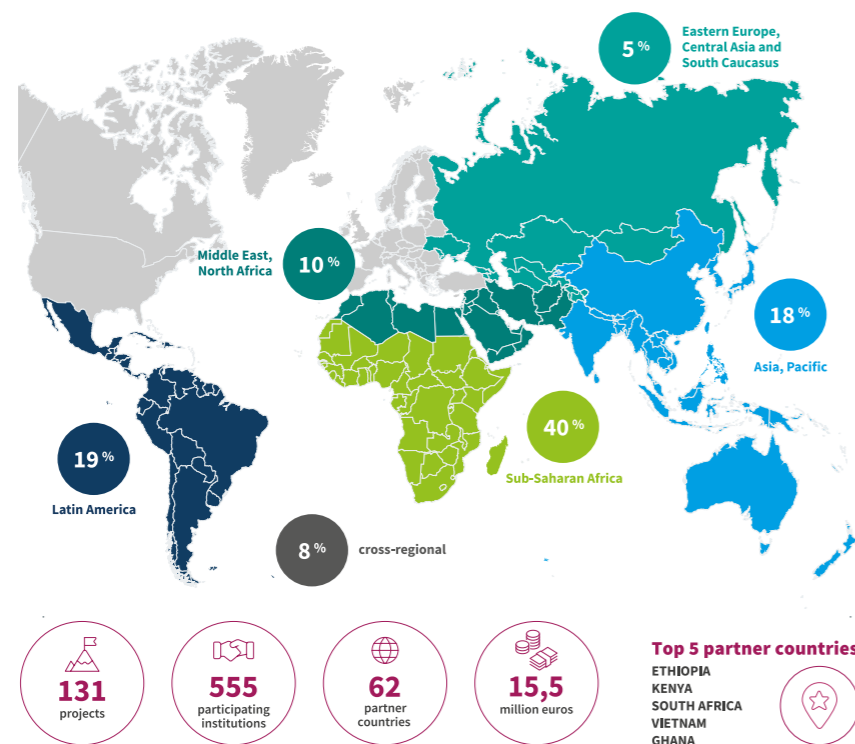 5 %
Eastern Europe,
Central Asia and
South Caucasus
Middle East,
North Africa
10 %
18 %
Asia, Pacific
40 %
Sub-Saharan Africa
19 %
Latin America
8 %
cross-regional
131
projects
555
participating
institutions
62
partner
countries
15,5
million euros
Top 5 partner countries
ETHIOPIA
KENYA
SOUTH AFRICA
VIETNAM
GHANA